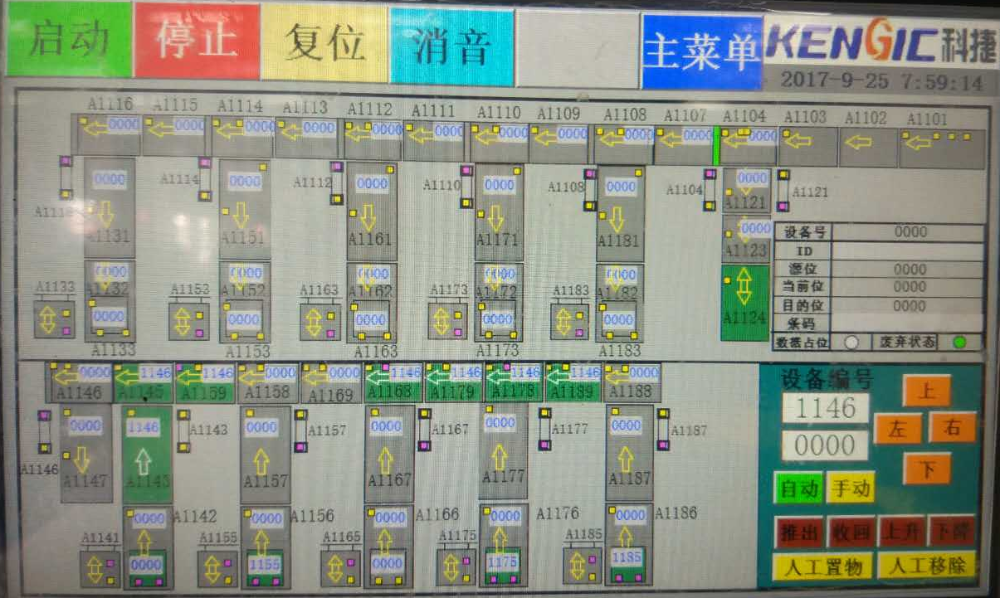 启动 停止 复位 消音 主菜单 KENGIC 科捷
2017-9-25 7:59:14
A1116 A1115 A1114 A1113 A1112 A1111 A1110 A1109 A1108 A1107 A1104 A1103 A1102 A1101
0000 0000 0000 0000 0000 0000 0000 0000 0000 0000 0000
0000 0000 0000 0000 0000 0000
A1114 A1112 A1110 A1108 A1104 A1121 A1121
0000
A1131 A1151 A1161 A1171 A1181 A1123
0000 0000 0000 0000 0000
A1132 A1152 A1162 A1172 A1182
A1133 A1153 A1163 A1173 A1183
A1124
0000 0000 0000 0000 0000
A1133 A1153 A1163 A1173 A1183
设备号 0000
ID
源位 0000
当前位 0000
目的位 0000
条码
数据占位 废弃状态
0000 1146 1146 0000 0000 1146 1146 1146 1146 0000
A1146 A1145 A1159 A1158 A1169 A1168 A1179 A1178 A1189 A1188
0000 1146 0000 0000 0000 0000
A1143 A1157 A1167 A1177 A1187
A1146
A1147 A1143 A1157 A1167 A1177 A1187
0000 0000 0000 0000 0000
A1142 A1156 A1166 A1176 A1186
A1141 A1155 A1165 A1175 A1185
0000 1155 0000 1175 1185
设备编号
1146
0000
上
左 右
下
自动 手动
推出 收回 上升 下降
人工置物 人工移除